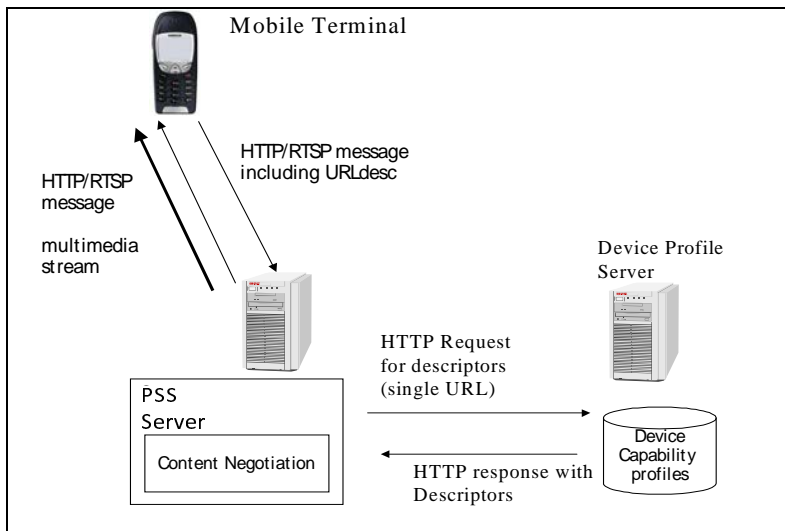 Mobile Terminal
HTTP/RTSP message
including URLdesc
HTTP/RTSP
message
multimedia
stream
Device Profile
Server
HTTP Request
for descriptors
(single URL)
PSS
Server
Content Negotiation
HTTP response with
Descriptors
Device
Capability
profiles